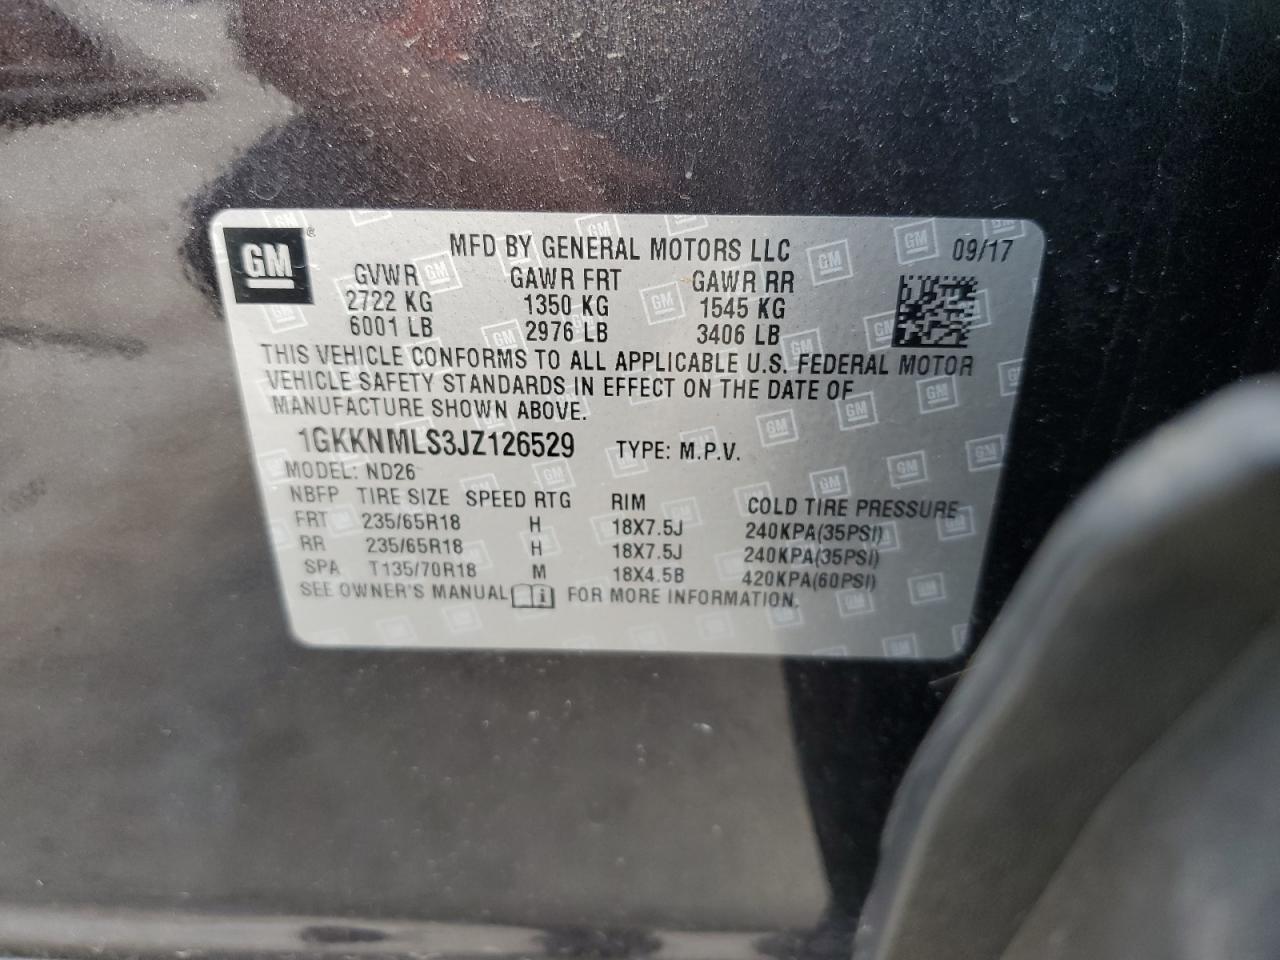 GM ® MFD BY GENERAL MOTORS LLC 09/17
GVWR GAWR FRT GAWR RR
2722 KG 1350 KG 1545 KG
6001 LB 2976 LB 3406 LB
THIS VEHICLE CONFORMS TO ALL APPLICABLE U.S. FEDERAL MOTOR
VEHICLE SAFETY STANDARDS IN EFFECT ON THE DATE OF
MANUFACTURE SHOWN ABOVE.
1GKKNMLS3JZ126529 TYPE: M.P.V.
MODEL: ND26
NBFP TIRE SIZE SPEED RTG RIM COLD TIRE PRESSURE
FRT 235/65R18 H 18X7.5J 240KPA(35PSI)
RR 235/65R18 H 18X7.5J 240KPA(35PSI)
SPA T135/70R18 M 18X4.5B 420KPA(60PSI)
SEE OWNER'S MANUAL FOR MORE INFORMATION.